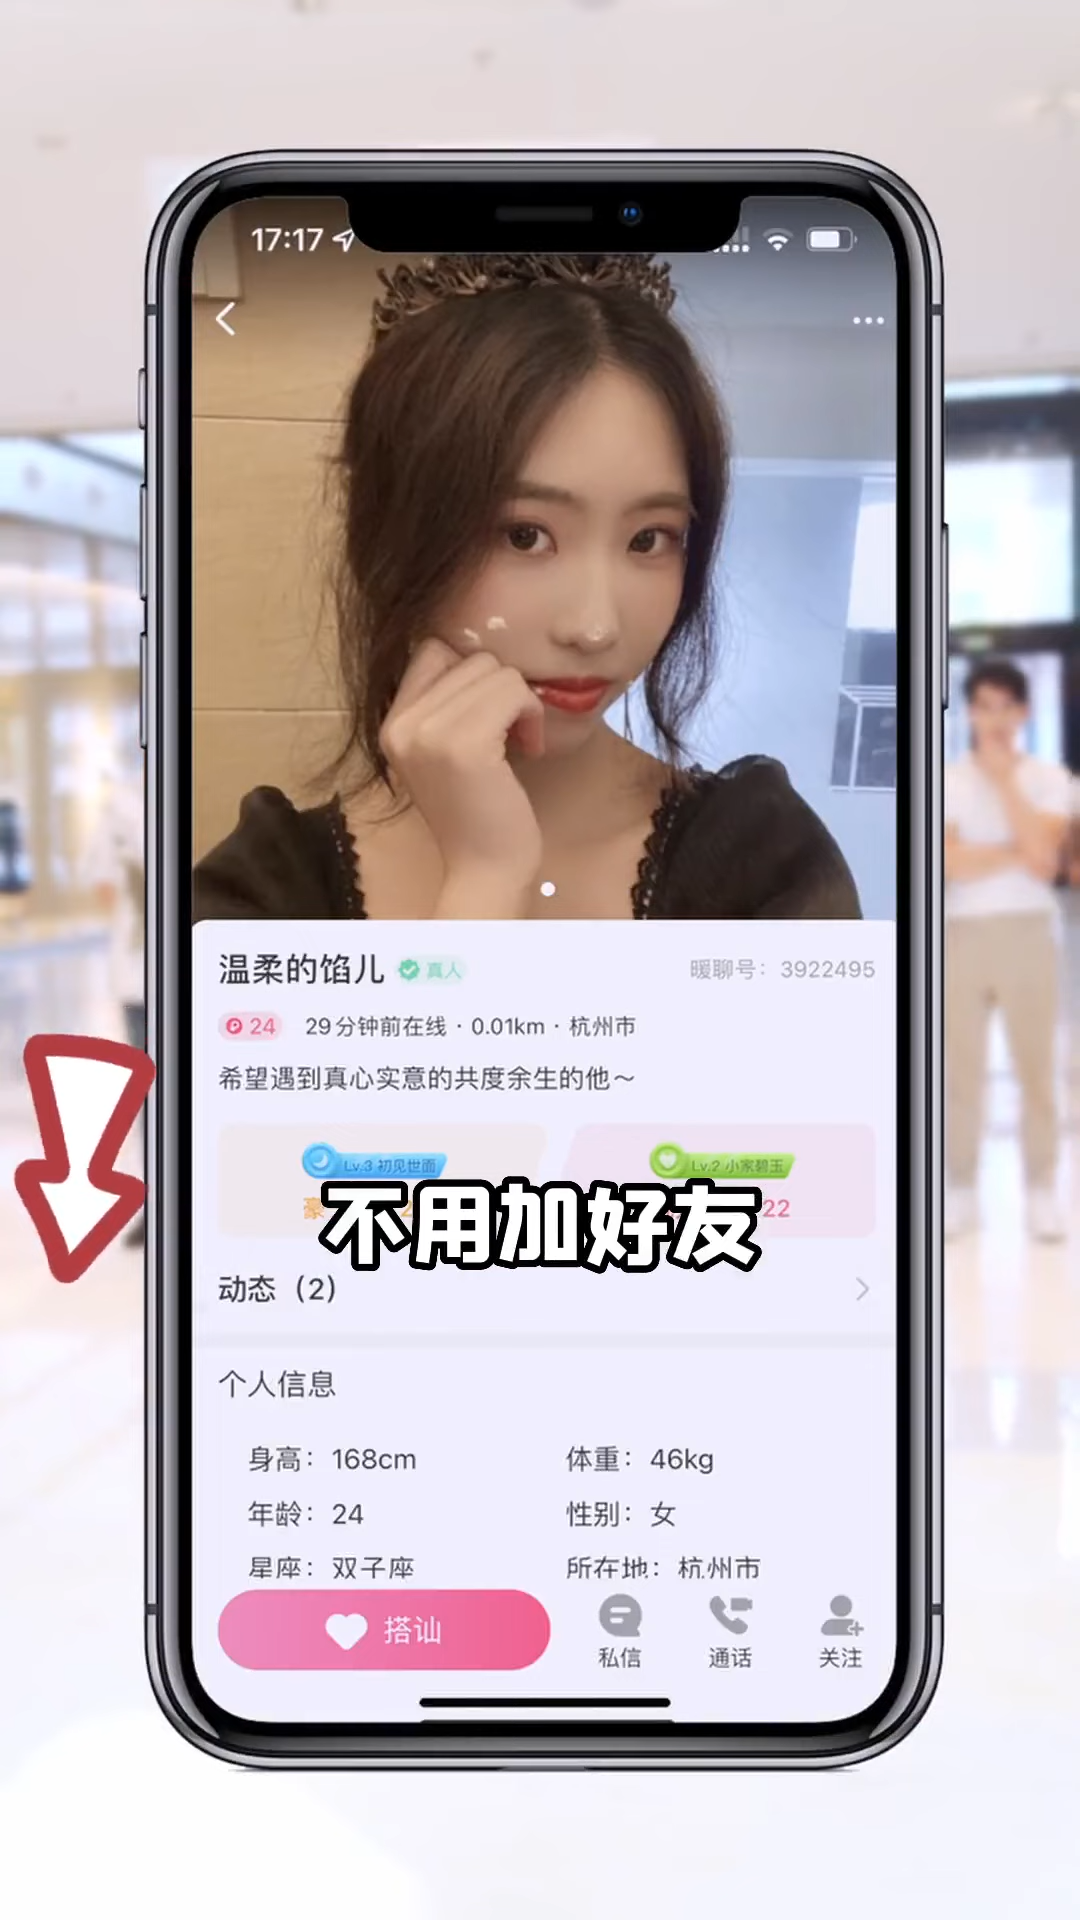 17:17
温柔的馅儿 真人 暖聊号：3922495
24 29分钟前在线 · 0.01km · 杭州市
希望遇到真心实意的共度余生的他～
Lv.3 初见世面 Lv.2 小家碧玉
豪 2 22
不用加好友
动态（2）
个人信息
身高：168cm 体重：46kg
年龄：24 性别：女
星座：双子座 所在地：杭州市
搭讪 私信 通话 关注